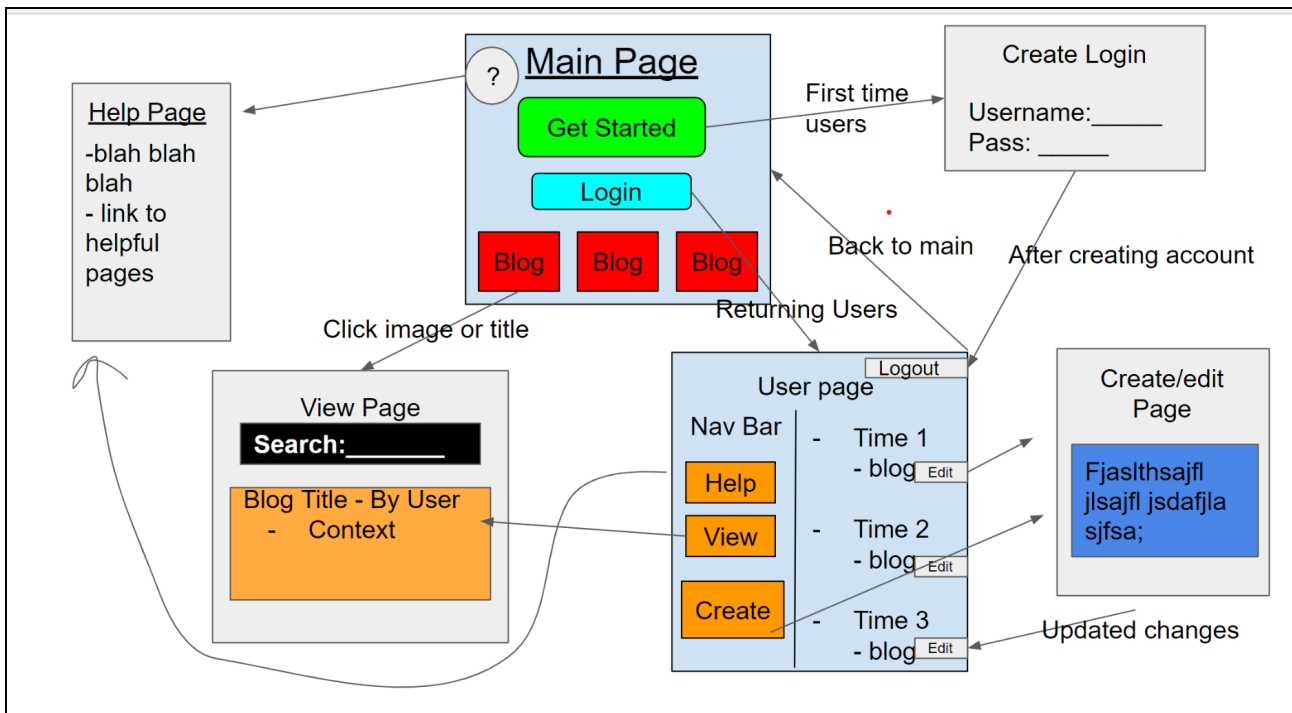 Main Page
?
Get Started
Login
Blog
Blog
Blog
Help Page
-blah blah
blah
- link to
helpful
pages
First time
users
Create Login
Username:_____
Pass: _____
Back to main
After creating account
Returning Users
Click image or title
View Page
Search:_______
Blog Title - By User
- Context
Logout
User page
Nav Bar
Help
View
Create
- Time 1
- blog
Edit
- Time 2
- blog
Edit
- Time 3
- blog
Edit
Create/edit
Page
Fjaslthsajfl
jlsajfl jsdafjla
sjfsa;
Updated changes